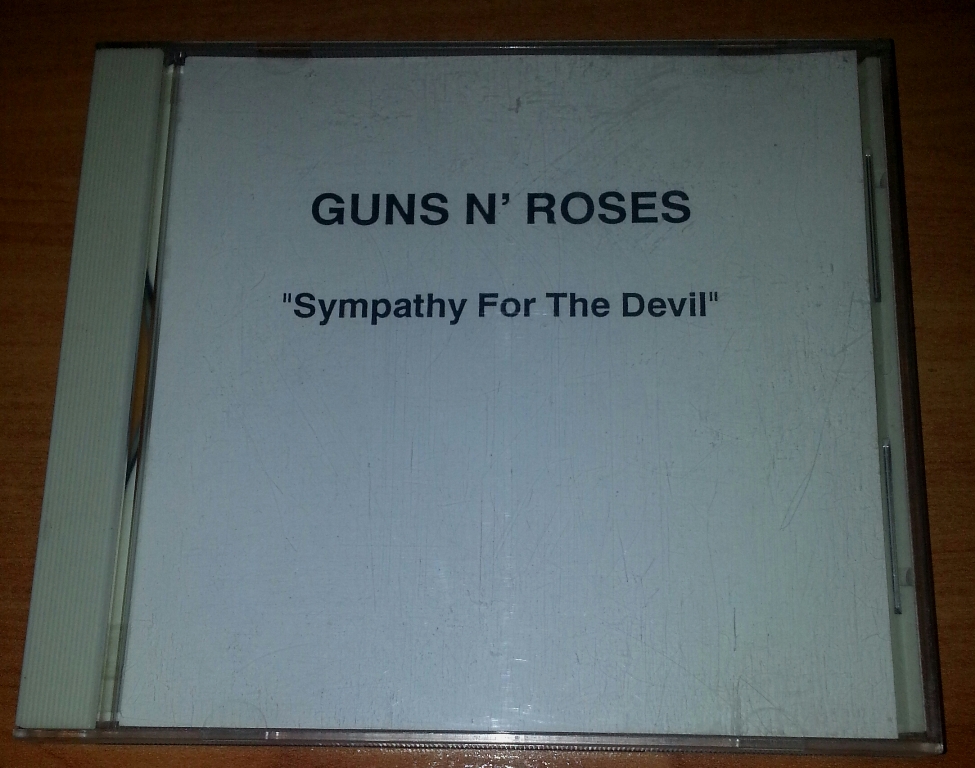 GUNS N’ ROSES
"Sympathy For The Devil"